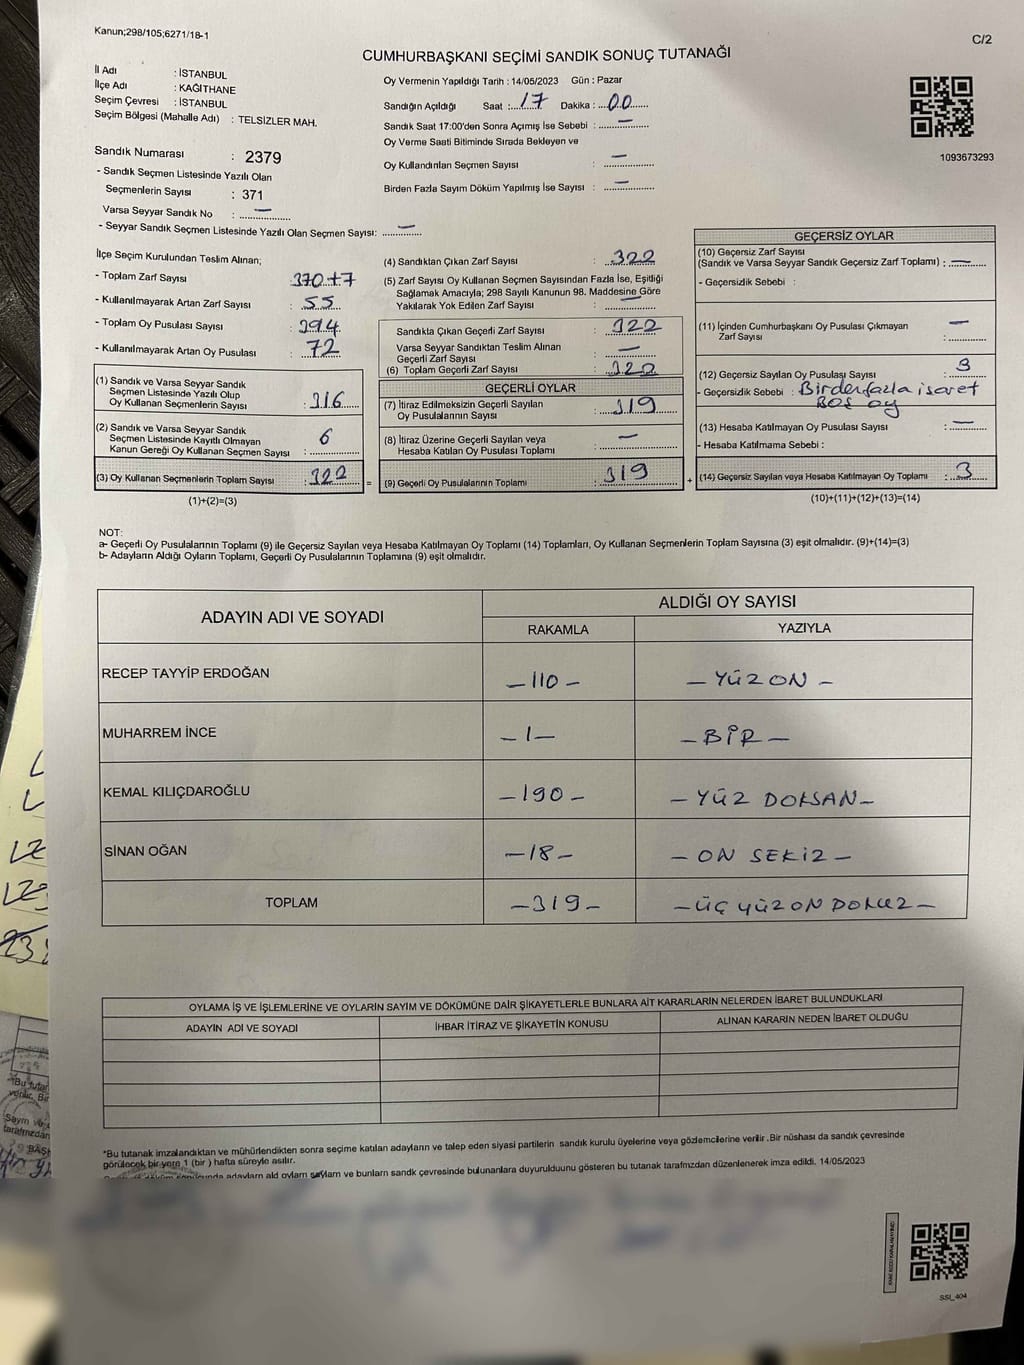 Kanun;298/105;6271/18-1
C/2
CUMHURBAŞKANI SEÇİMİ SANDIK SONUÇ TUTANAĞI
İl Adı : İSTANBUL
İlçe Adı : KAĞITHANE
Seçim Çevresi : İSTANBUL
Seçim Bölgesi (Mahalle Adı) : TELSİZLER MAH.
Sandık Numarası : 2379
- Sandık Seçmen Listesinde Yazılı Olan
Seçmenlerin Sayısı : 371
Varsa Seyyar Sandık No : —
- Seyyar Sandık Seçmen Listesinde Yazılı Olan Seçmen Sayısı: —
Oy Vermenin Yapıldığı Tarih : 14/05/2023 Gün : Pazar
Sandığın Açıldığı Saat : 17 Dakika : 00
Sandık Saat 17:00'den Sonra Açımış İse Sebebi : —
Oy Verme Saati Bitiminde Sırada Bekleyen ve
Oy Kullandırılan Seçmen Sayısı : —
Birden Fazla Sayım Döküm Yapılmış İse Sayısı : —
1093673293
İlçe Seçim Kurulundan Teslim Alınan;
- Toplam Zarf Sayısı : 370+7
- Kullanılmayarak Artan Zarf Sayısı : 55
- Toplam Oy Pusulası Sayısı : 394
- Kullanılmayarak Artan Oy Pusulası : 72
(1) Sandık ve Varsa Seyyar Sandık
Seçmen Listesinde Yazılı Olup
Oy Kullanan Seçmenlerin Sayısı : 316
(2) Sandık ve Varsa Seyyar Sandık
Seçmen Listesinde Kayıtlı Olmayan
Kanun Gereği Oy Kullanan Seçmen Sayısı : 6
(3) Oy Kullanan Seçmenlerin Toplam Sayısı : 322
(1)+(2)=(3)
(4) Sandıktan Çıkan Zarf Sayısı : 322
(5) Zarf Sayısı Oy Kullanan Seçmen Sayısından Fazla İse, Eşitliği
Sağlamak Amacıyla; 298 Sayılı Kanunun 98. Maddesine Göre
Yakılarak Yok Edilen Zarf Sayısı : —
Sandıkta Çıkan Geçerli Zarf Sayısı : 322
Varsa Seyyar Sandıktan Teslim Alınan
Geçerli Zarf Sayısı : —
(6) Toplam Geçerli Zarf Sayısı : 322
GEÇERLİ OYLAR
(7) İtiraz Edilmeksizin Geçerli Sayılan
Oy Pusulalarının Sayısı : 319
(8) İtiraz Üzerine Geçerli Sayılan veya
Hesaba Katılan Oy Pusulası Toplamı : —
= (9) Geçerli Oy Pusulalarının Toplamı : 319
GEÇERSİZ OYLAR
(10) Geçersiz Zarf Sayısı
(Sandık ve Varsa Seyyar Sandık Geçersiz Zarf Toplamı) : —
- Geçersizlik Sebebi :
(11) İçinden Cumhurbaşkanı Oy Pusulası Çıkmayan
Zarf Sayısı : —
(12) Geçersiz Sayılan Oy Pusulası Sayısı : 3
- Geçersizlik Sebebi : Birden fazla işaret
Boş oy
(13) Hesaba Katılmayan Oy Pusulası Sayısı : —
- Hesaba Katılmama Sebebi :
+ (14) Geçersiz Sayılan veya Hesaba Katılmayan Oy Toplamı : 3
(10)+(11)+(12)+(13)=(14)
NOT:
a- Geçerli Oy Pusulalarının Toplamı (9) ile Geçersiz Sayılan veya Hesaba Katılmayan Oy Toplamı (14) Toplamları, Oy Kullanan Seçmenlerin Toplam Sayısına (3) eşit olmalıdır. (9)+(14)=(3)
b- Adayların Aldığı Oyların Toplamı, Geçerli Oy Pusulalarının Toplamına (9) eşit olmalıdır.
ADAYIN ADI VE SOYADI ALDIĞI OY SAYISI
RAKAMLA YAZIYLA
RECEP TAYYİP ERDOĞAN —110— —YÜZON—
MUHARREM İNCE —1— —BİR—
KEMAL KILIÇDAROĞLU —190— —YÜZ DOKSAN—
SİNAN OĞAN —18— —ON SEKİZ—
TOPLAM —319— —ÜÇ YÜZON DOKUZ—
OYLAMA İŞ VE İŞLEMLERİNE VE OYLARIN SAYIM VE DÖKÜMÜNE DAİR ŞİKAYETLERLE BUNLARA AİT KARARLARIN NELERDEN İBARET BULUNDUKLARI
ADAYIN ADI VE SOYADI İHBAR İTİRAZ VE ŞİKAYETİN KONUSU ALINAN KARARIN NEDEN İBARET OLDUĞU
*Bu tutanak imzalandıktan ve mühürlendikten sonra seçime katılan adayların ve talep eden siyasi partilerin sandık kurulu üyelerine veya gözlemcilerine verilir .Bir nüshası da sandık çevresinde
görülecek bir yere 1 (bir ) hafta süreyle asılır.
adayların ald oyların sayılarn ve bunların sandk çevresinde bulunanlara duyurulduunu gösteren bu tutanak tarafmzdan düzenlenerek imza edildi. 14/05/2023
SSI_404